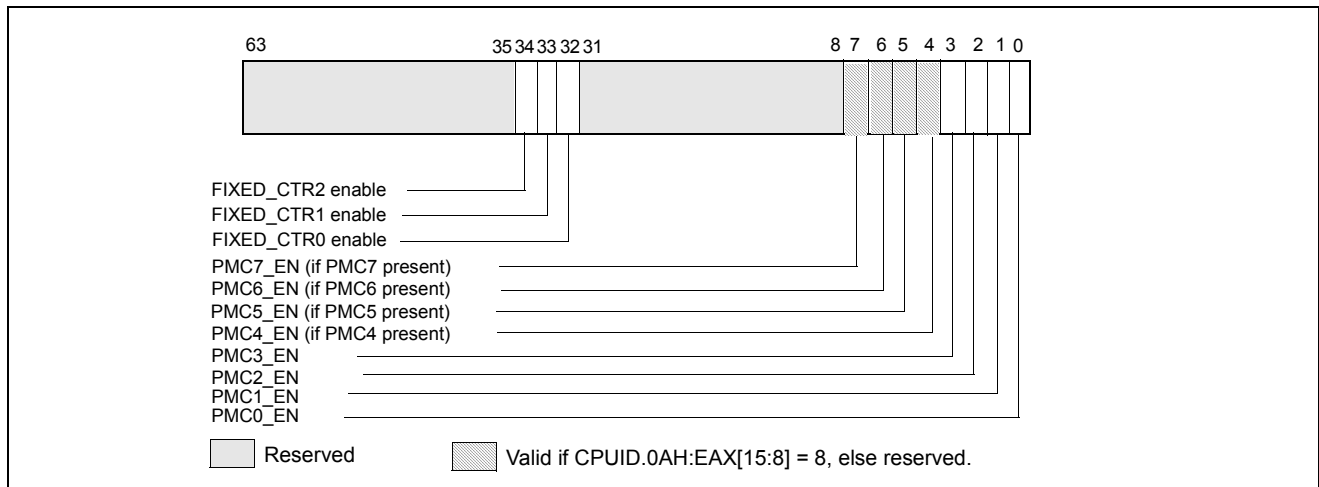 63 35 34 33 32 31 8 7 6 5 4 3 2 1 0
FIXED_CTR2 enable
FIXED_CTR1 enable
FIXED_CTR0 enable
PMC7_EN (if PMC7 present)
PMC6_EN (if PMC6 present)
PMC5_EN (if PMC5 present)
PMC4_EN (if PMC4 present)
PMC3_EN
PMC2_EN
PMC1_EN
PMC0_EN
Reserved Valid if CPUID.0AH:EAX[15:8] = 8, else reserved.